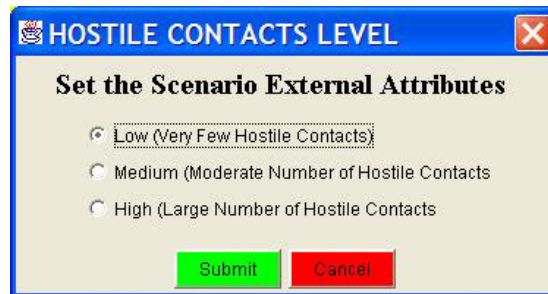 HOSTILE CONTACTS LEVEL
Set the Scenario External Attributes
Low (Very Few Hostile Contacts)
Medium (Moderate Number of Hostile Contacts
High (Large Number of Hostile Contacts
Submit Cancel